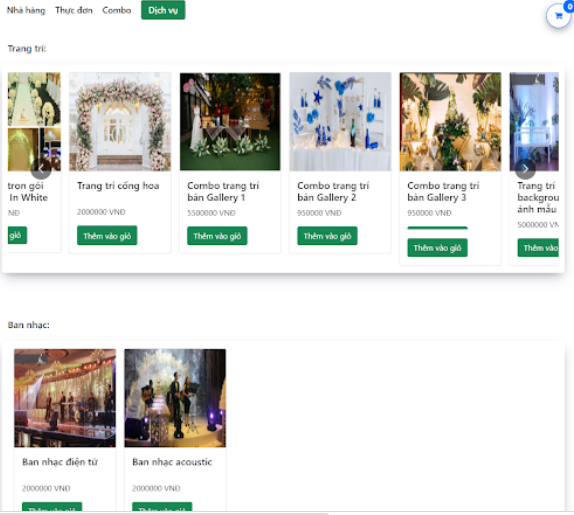 Nhà hàng Thực đơn Combo Dịch vụ
0
Trang trí:
trọn gói
In White
NĐ
giỏ
Trang trí cổng hoa
2000000 VNĐ
Thêm vào giỏ
Combo trang trí
bàn Gallery 1
5500000 VNĐ
Thêm vào giỏ
Combo trang trí
bàn Gallery 2
950000 VNĐ
Thêm vào giỏ
Combo trang trí
bàn Gallery 3
950000 VNĐ
Thêm vào giỏ
Trang trí
backgrou
ảnh mẫu
5000000 VN
Thêm vào
Ban nhạc:
Ban nhạc điện tử
2000000 VNĐ
Thêm vào giỏ
Ban nhạc acoustic
2000000 VNĐ
Thêm vào giỏ